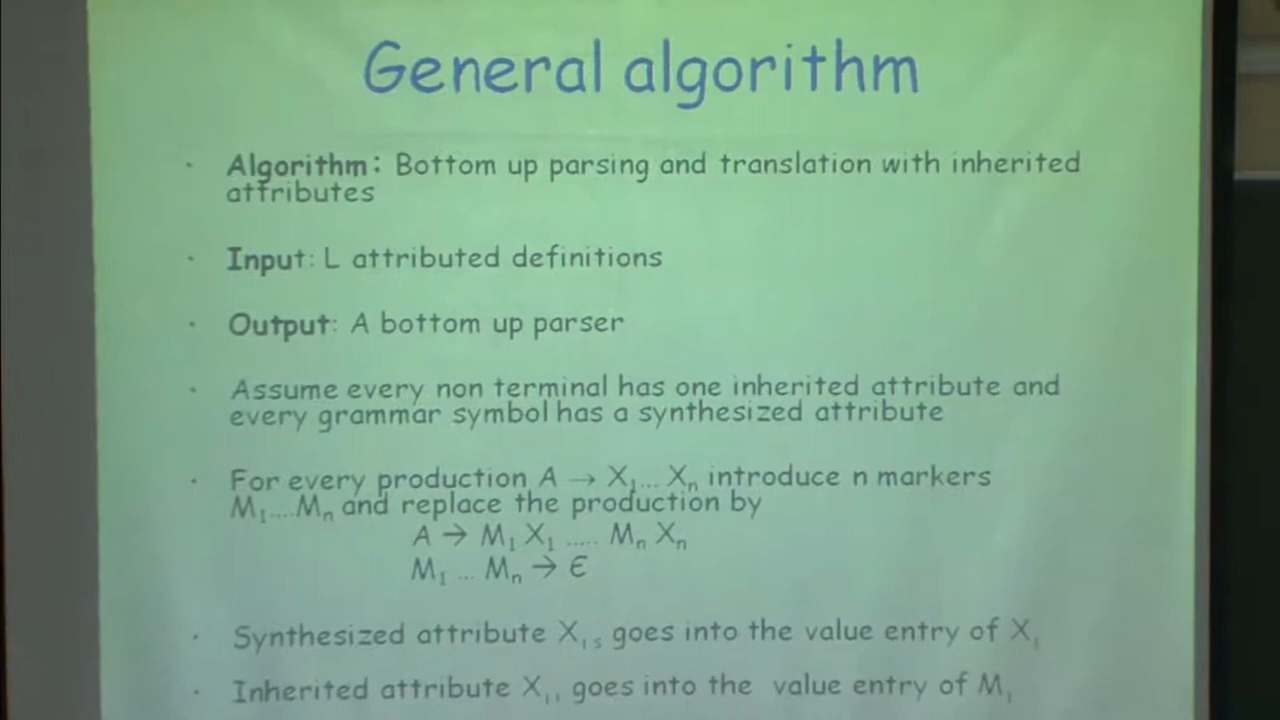 General algorithm
· Algorithm: Bottom up parsing and translation with inherited
attributes
· Input: L attributed definitions
· Output: A bottom up parser
· Assume every non terminal has one inherited attribute and
every grammar symbol has a synthesized attribute
· For every production A → X₁... Xₙ introduce n markers
M₁....Mₙ and replace the production by
A → M₁ X₁ ..... Mₙ Xₙ
M₁ ... Mₙ → ∈
· Synthesized attribute X₁,ₛ goes into the value entry of X₁
· Inherited attribute X₁,ᵢ goes into the value entry of M₁